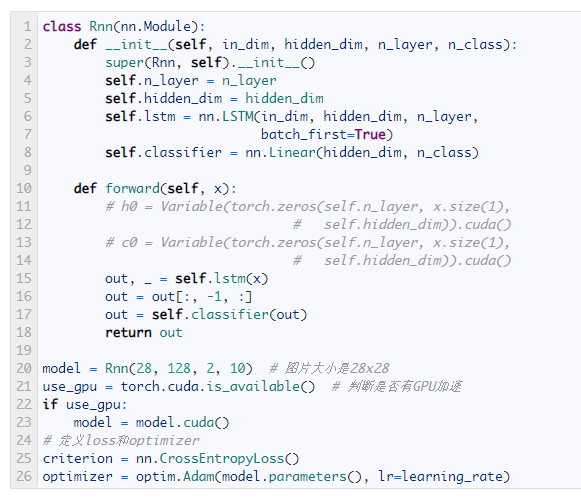 1 class Rnn(nn.Module):
2     def __init__(self, in_dim, hidden_dim, n_layer, n_class):
3         super(Rnn, self).__init__()
4         self.n_layer = n_layer
5         self.hidden_dim = hidden_dim
6         self.lstm = nn.LSTM(in_dim, hidden_dim, n_layer,
7                             batch_first=True)
8         self.classifier = nn.Linear(hidden_dim, n_class)
9
10     def forward(self, x):
11         # h0 = Variable(torch.zeros(self.n_layer, x.size(1),
12                                 #   self.hidden_dim)).cuda()
13         # c0 = Variable(torch.zeros(self.n_layer, x.size(1),
14                                 #   self.hidden_dim)).cuda()
15         out, _ = self.lstm(x)
16         out = out[:, -1, :]
17         out = self.classifier(out)
18         return out
19
20 model = Rnn(28, 128, 2, 10)  # 图片大小是28x28
21 use_gpu = torch.cuda.is_available()  # 判断是否有GPU加速
22 if use_gpu:
23     model = model.cuda()
24 # 定义loss和optimizer
25 criterion = nn.CrossEntropyLoss()
26 optimizer = optim.Adam(model.parameters(), lr=learning_rate)